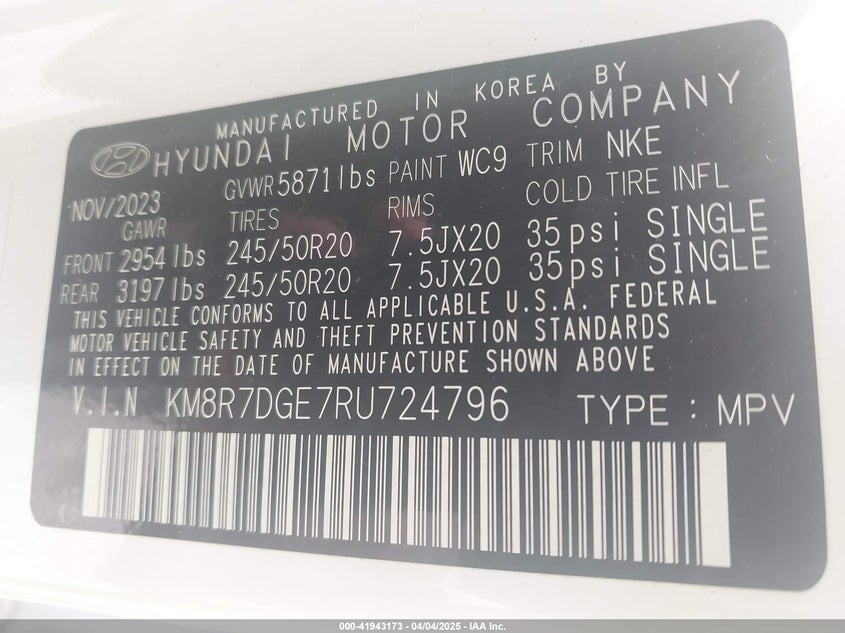 MANUFACTURED IN KOREA BY
HYUNDAI MOTOR COMPANY
NOV/2023 GVWR 5871lbs PAINT WC9 TRIM NKE
GAWR TIRES RIMS COLD TIRE INFL
FRONT 2954 lbs 245/50R20 7.5JX20 35psi SINGLE
REAR 3197 lbs 245/50R20 7.5JX20 35psi SINGLE
THIS VEHICLE CONFORMS TO ALL APPLICABLE U.S.A. FEDERAL
MOTOR VEHICLE SAFETY AND THEFT PREVENTION STANDARDS
IN EFFECT ON THE DATE OF MANUFACTURE SHOWN ABOVE
V.I.N KM8R7DGE7RU724796 TYPE : MPV
000-41943173 - 04/04/2025 - IAA Inc.